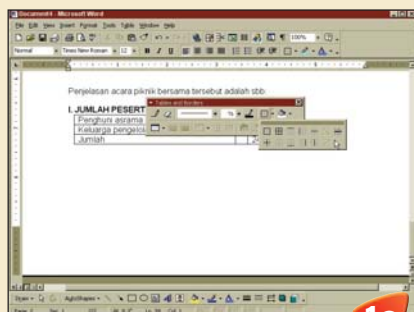 Document4 - Microsoft Word
File Edit View Insert Format Tools Table Window Help
100%
Normal Times New Roman 12 B I U
Penjelasan acara piknik bersama tersebut adalah sbb:
Tables and Borders
I. JUMLAH PESERT
Penghuni asrama
Keluarga pengelol
Jumlah
Draw AutoShapes